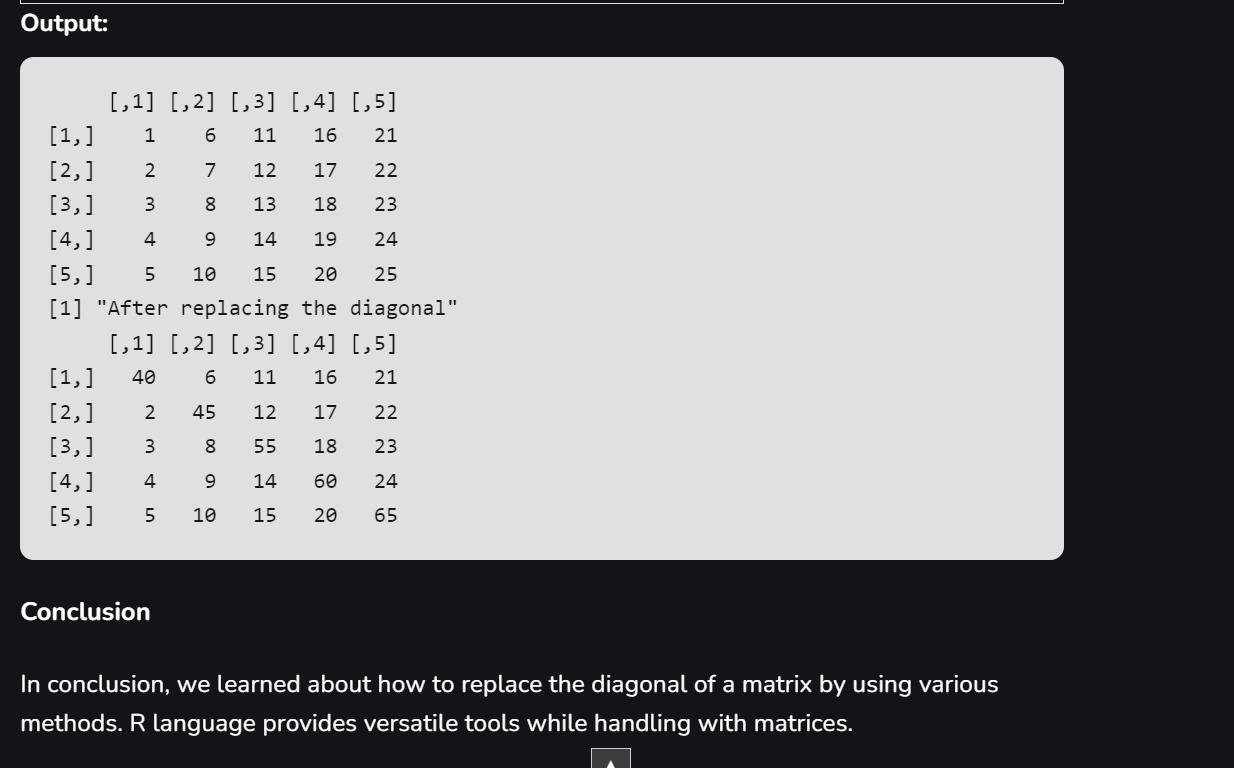 Output:
     [,1] [,2] [,3] [,4] [,5]
[1,]    1    6   11   16   21
[2,]    2    7   12   17   22
[3,]    3    8   13   18   23
[4,]    4    9   14   19   24
[5,]    5   10   15   20   25
[1] "After replacing the diagonal"
     [,1] [,2] [,3] [,4] [,5]
[1,]   40    6   11   16   21
[2,]    2   45   12   17   22
[3,]    3    8   55   18   23
[4,]    4    9   14   60   24
[5,]    5   10   15   20   65
Conclusion
In conclusion, we learned about how to replace the diagonal of a matrix by using various
methods. R language provides versatile tools while handling with matrices.